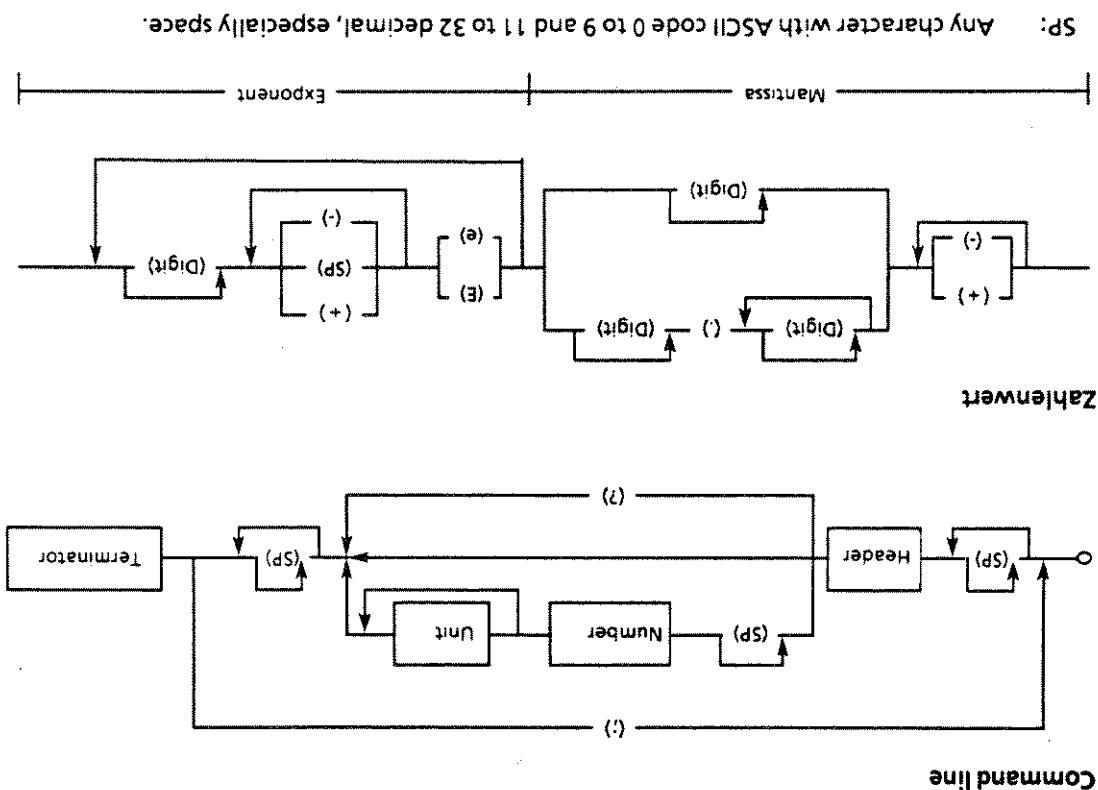 Command line
(;)
(SP) Number Unit
(SP) Header (SP) Terminator
(?)
Zahlenwert
(Digit) (.) (Digit)
(+) (E) (+)
(SP) (Digit)
(-) (e) (-)
(Digit)
Mantissa Exponent
SP: Any character with ASCII code 0 to 9 and 11 to 32 decimal, especially, space.